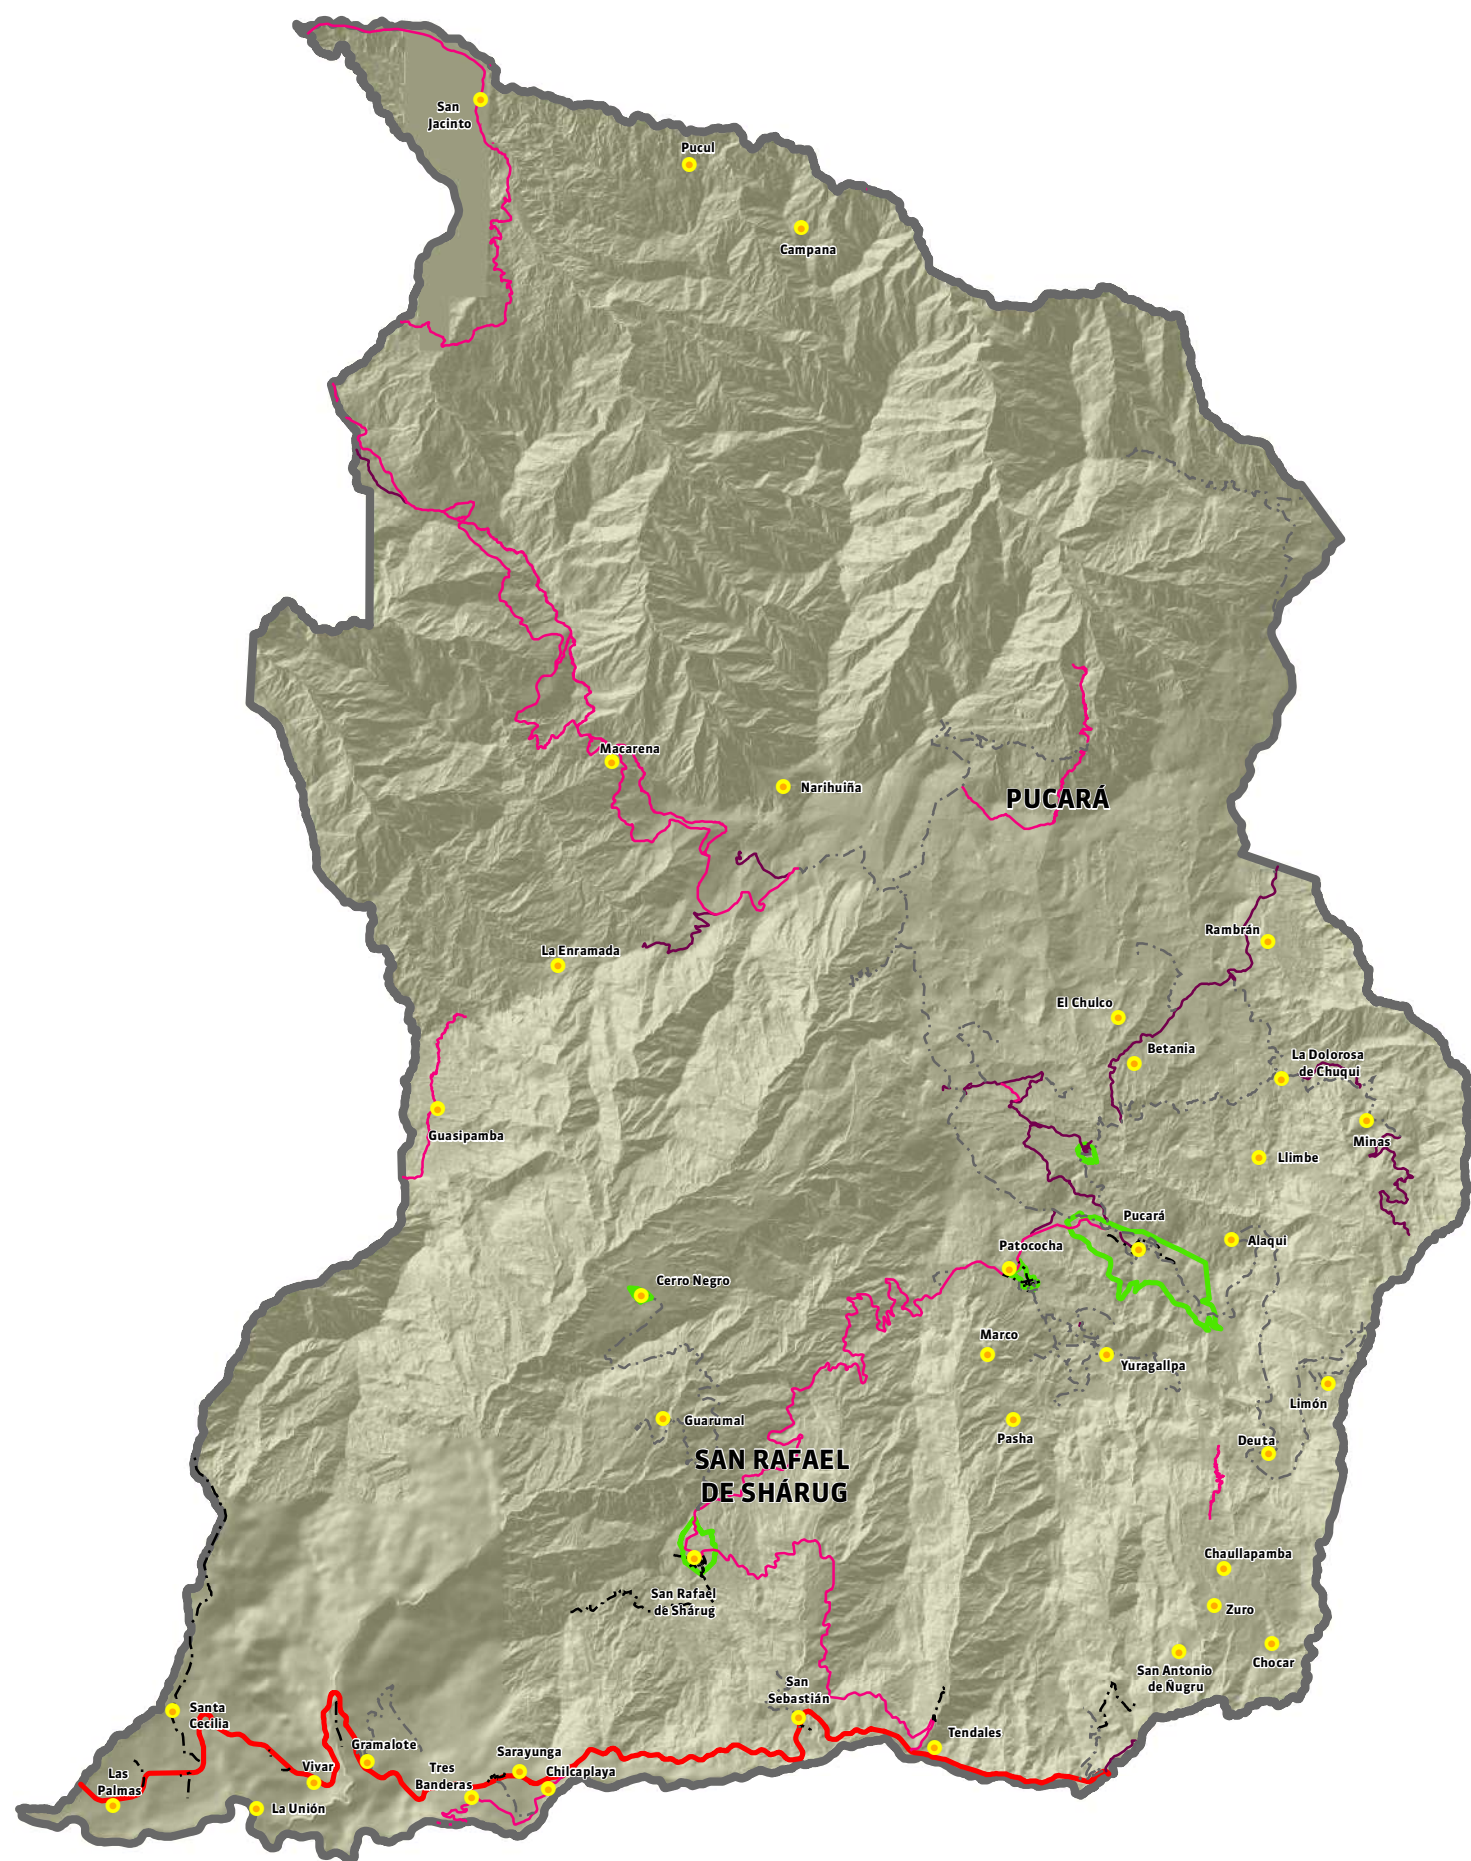 San
Jacinto
Pucul
Campana
Macarena
Narihuiña
PUCARÁ
Rambrán
La Enramada
El Chulco
Betania
La Dolorosa
de Chuqui
Guasipamba
Minas
Llimbe
Pucará
Alaqui
Patococha
Cerro Negro
Marco
Yuragallpa
Limón
Guarumal
Pasha
Deuta
SAN RAFAEL
DE SHÁRUG
Chaullapamba
San Rafael
de Shárug
Zuro
Chocar
San Antonio
de Ñugru
San
Sebastián
Santa
Cecilia
Tendales
Gramalote
Sarayunga
Vivar
Tres
Banderas
Chilcaplaya
Las
Palmas
La Unión